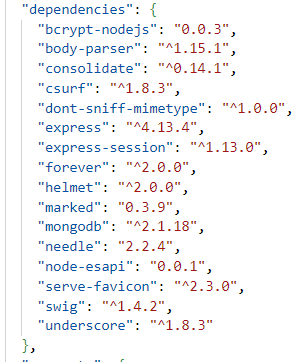 "dependencies": {
"bcrypt-nodejs": "0.0.3",
"body-parser": "^1.15.1",
"consolidate": "^0.14.1",
"csurf": "^1.8.3",
"dont-sniff-mimetype": "^1.0.0",
"express": "^4.13.4",
"express-session": "^1.13.0",
"forever": "^2.0.0",
"helmet": "^2.0.0",
"marked": "0.3.9",
"mongodb": "^2.1.18",
"needle": "2.2.4",
"node-esapi": "0.0.1",
"serve-favicon": "^2.3.0",
"swig": "^1.4.2",
"underscore": "^1.8.3"
},